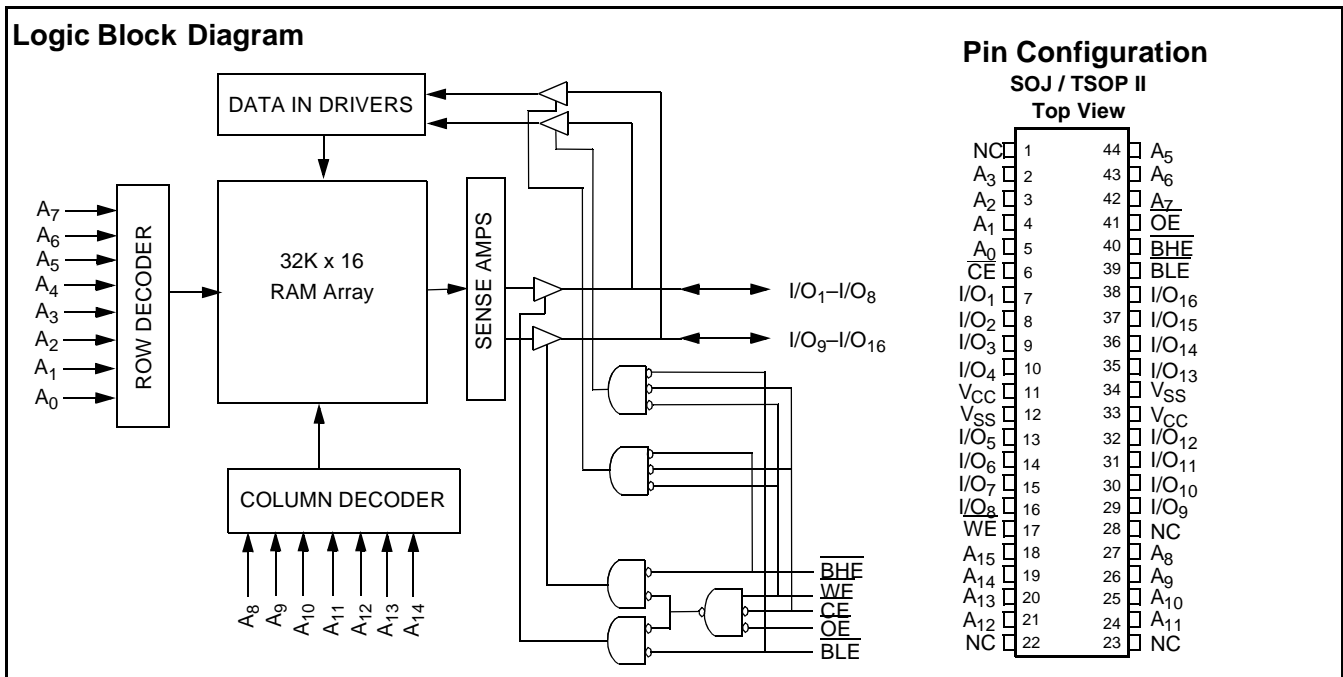 Logic Block Diagram
DATA IN DRIVERS
A7
A6
A5
A4
A3
A2
A1
A0
ROW DECODER
32K x 16
RAM Array
SENSE AMPS
I/O1–I/O8
I/O9–I/O16
COLUMN DECODER
A8
A9
A10
A11
A12
A13
A14
BHE
WE
CE
OE
BLE
Pin Configuration
SOJ / TSOP II
Top View
NC 1 44 A5
A3 2 43 A6
A2 3 42 A7
A1 4 41 OE
A0 5 40 BHE
CE 6 39 BLE
I/O1 7 38 I/O16
I/O2 8 37 I/O15
I/O3 9 36 I/O14
I/O4 10 35 I/O13
VCC 11 34 VSS
VSS 12 33 VCC
I/O5 13 32 I/O12
I/O6 14 31 I/O11
I/O7 15 30 I/O10
I/O8 16 29 I/O9
WE 17 28 NC
A15 18 27 A8
A14 19 26 A9
A13 20 25 A10
A12 21 24 A11
NC 22 23 NC